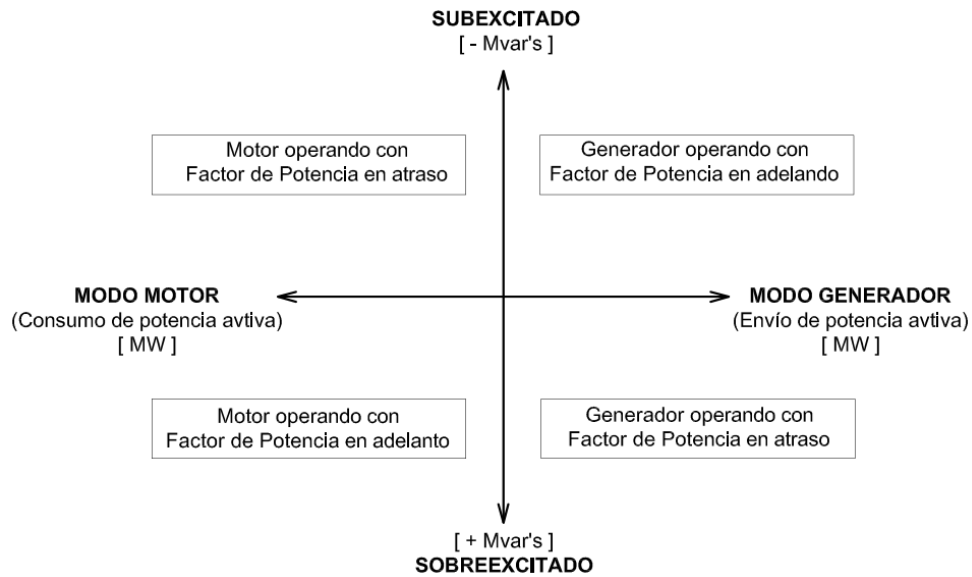 SUBEXCITADO
[ - Mvar's ]
Motor operando con
Factor de Potencia en atraso
Generador operando con
Factor de Potencia en adelando
MODO MOTOR
(Consumo de potencia avtiva)
[ MW ]
MODO GENERADOR
(Envío de potencia avtiva)
[ MW ]
Motor operando con
Factor de Potencia en adelanto
Generador operando con
Factor de Potencia en atraso
[ + Mvar's ]
SOBREEXCITADO